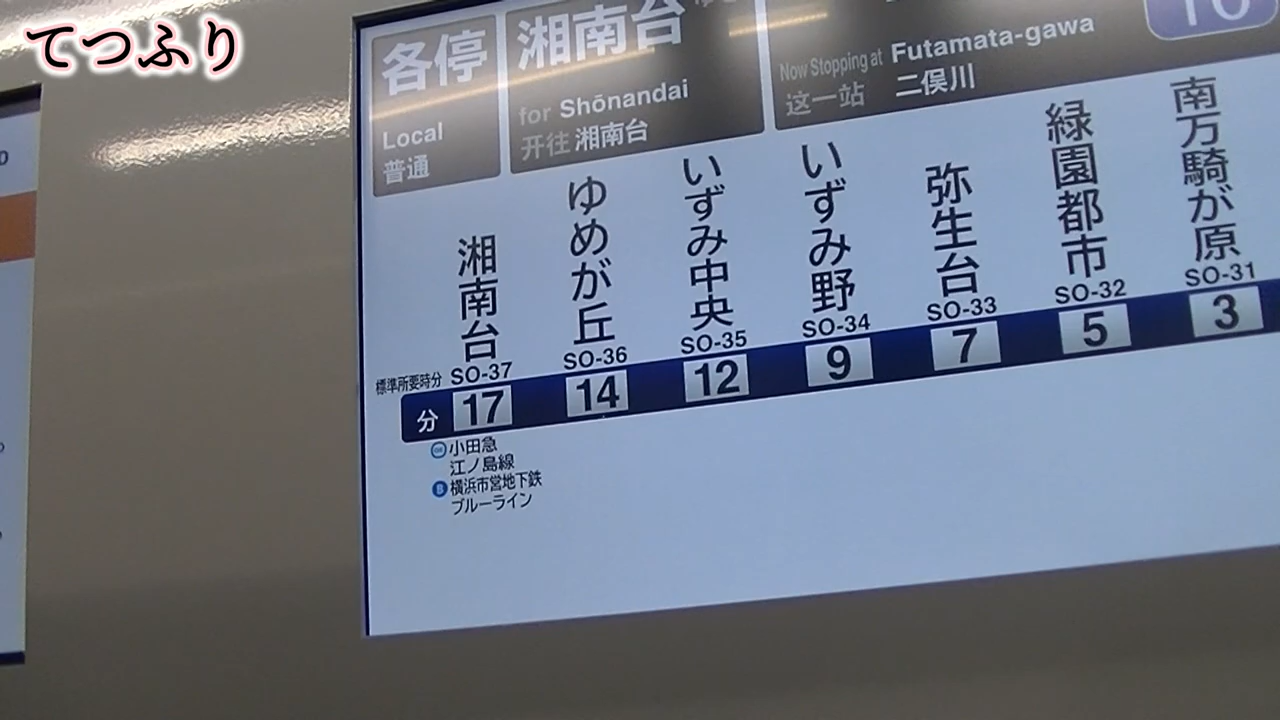 てつふり
各停
Local
普通
湘南台
for Shōnandai
开往 湘南台
Now Stopping at Futamata-gawa
这一站 二俣川
10
湘南台
SO-37
ゆめが丘
SO-36
いずみ中央
SO-35
いずみ野
SO-34
弥生台
SO-33
緑園都市
SO-32
南万騎が原
SO-31
標準所要時分
分 17 14 12 9 7 5 3
小田急
江ノ島線
B 横浜市営地下鉄
ブルーライン